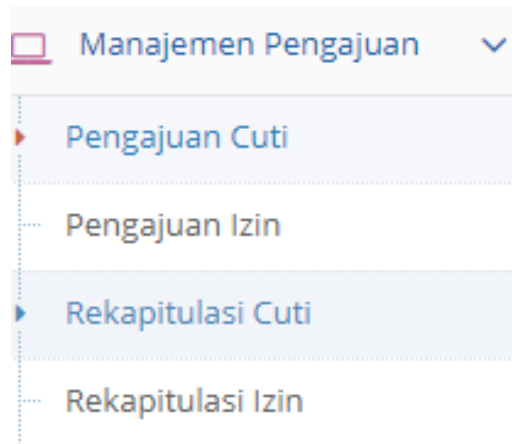 Manajemen Pengajuan
Pengajuan Cuti
Pengajuan Izin
Rekapitulasi Cuti
Rekapitulasi Izin